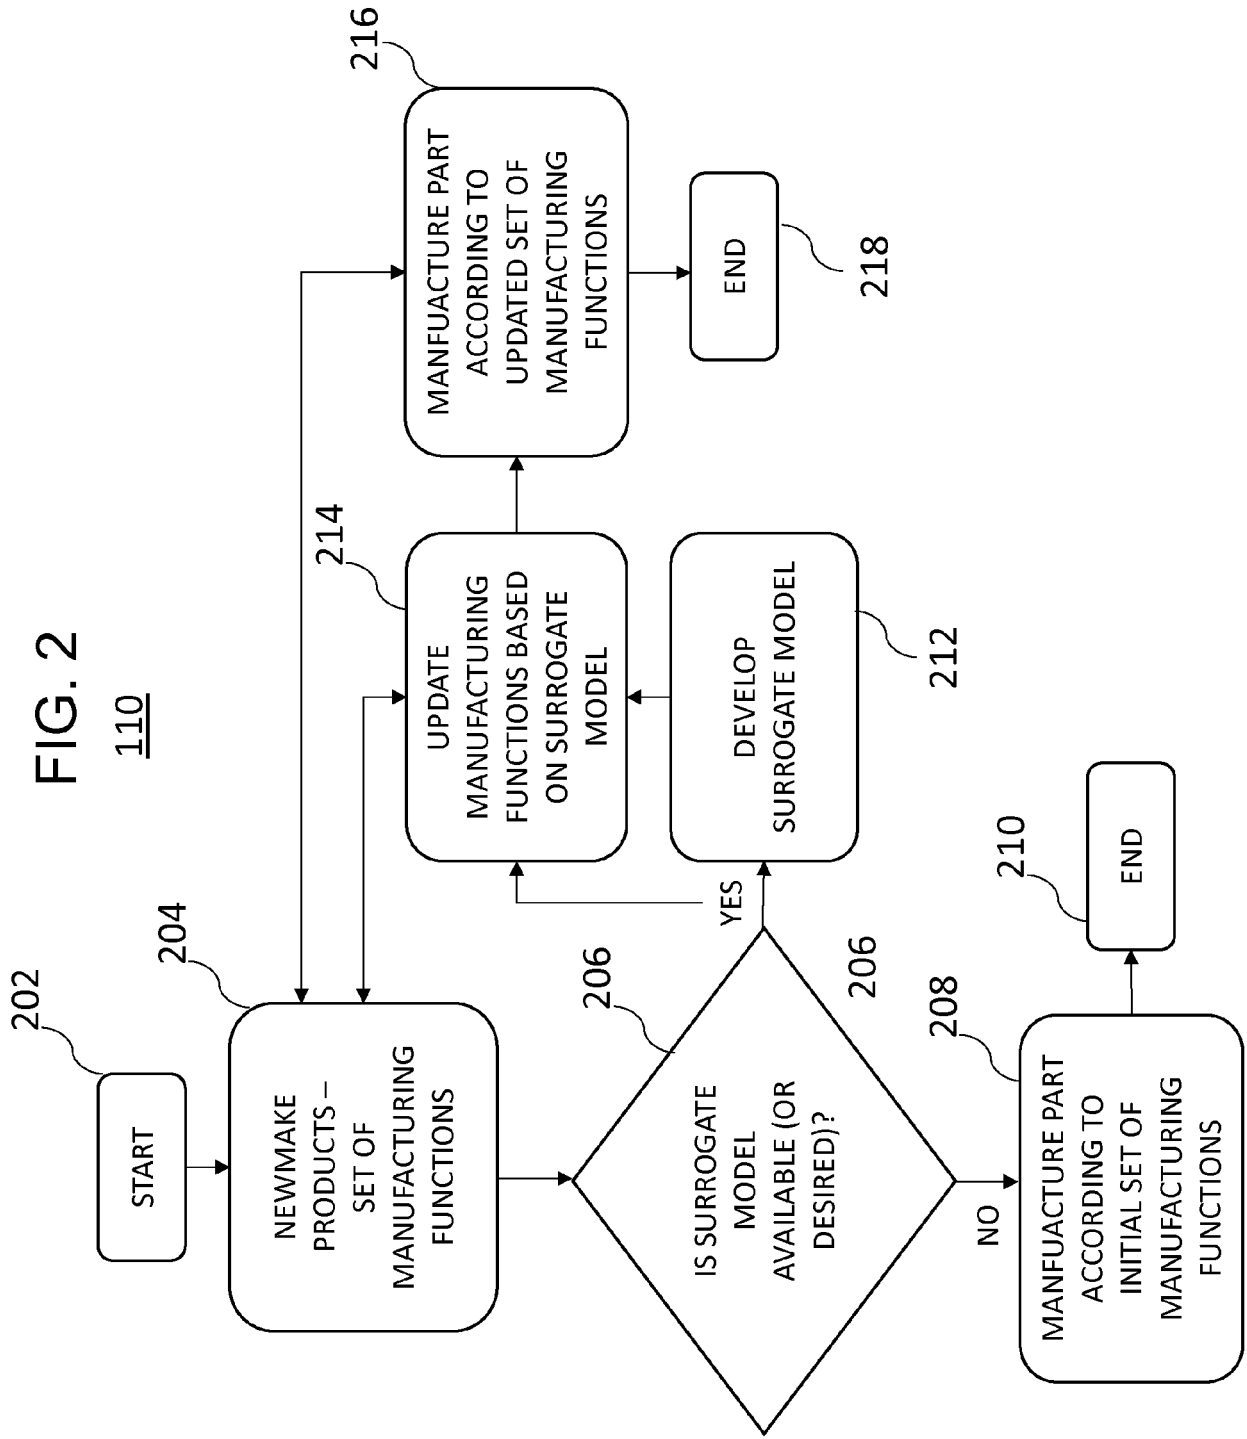 FIG. 2
110
202
START
204
NEWMAKE
PRODUCTS –
SET OF
MANUFACTURING
FUNCTIONS
206
IS SURROGATE
MODEL
AVAILABLE (OR
DESIRED)?
206
YES
NO
208
MANFUACTURE PART
ACCORDING TO
INITIAL SET OF
MANUFACTURING
FUNCTIONS
210
END
212
DEVELOP
SURROGATE MODEL
214
UPDATE
MANUFACTURING
FUNCTIONS BASED
ON SURROGATE
MODEL
216
MANFUACTURE PART
ACCORDING TO
UPDATED SET OF
MANUFACTURING
FUNCTIONS
END
218